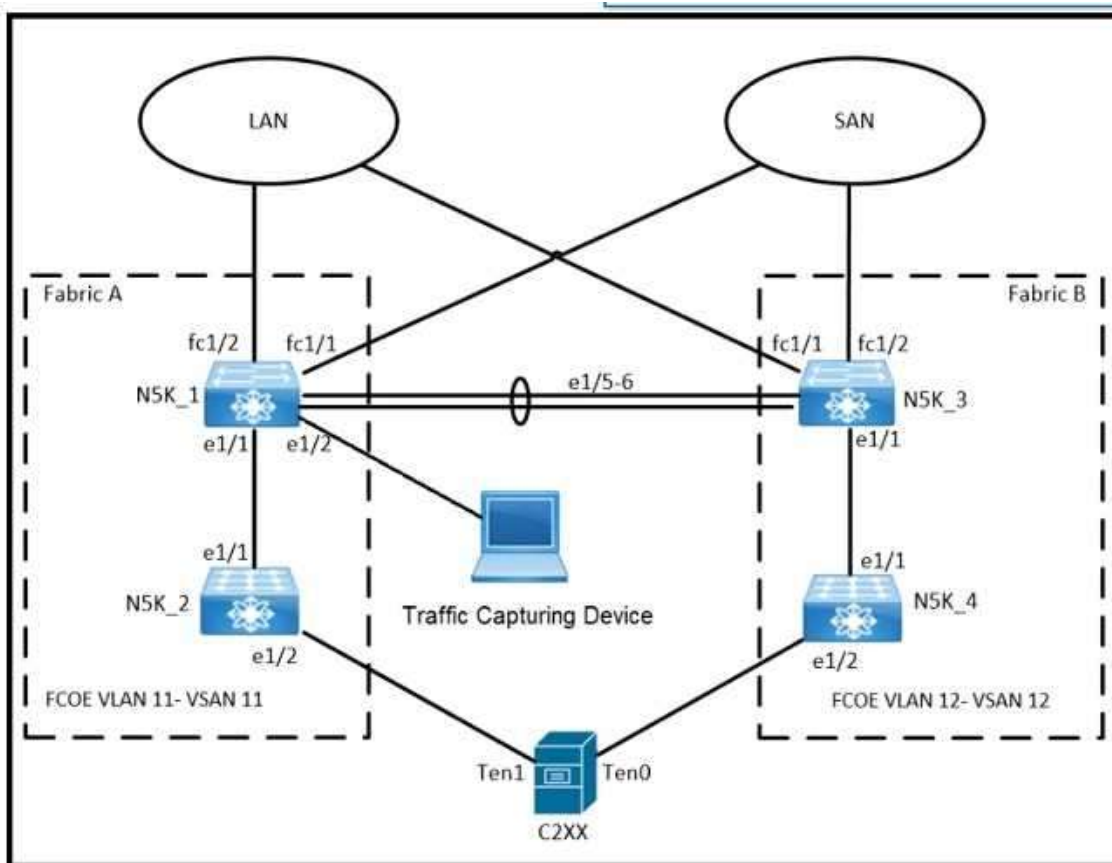 LAN
SAN
Fabric A
Fabric B
fc1/2
fc1/1
fc1/1
fc1/2
e1/5-6
N5K_1
N5K_3
e1/1
e1/2
e1/1
e1/1
e1/1
N5K_2
N5K_4
Traffic Capturing Device
e1/2
e1/2
FCOE VLAN 11- VSAN 11
FCOE VLAN 12- VSAN 12
Ten1
Ten0
C2XX